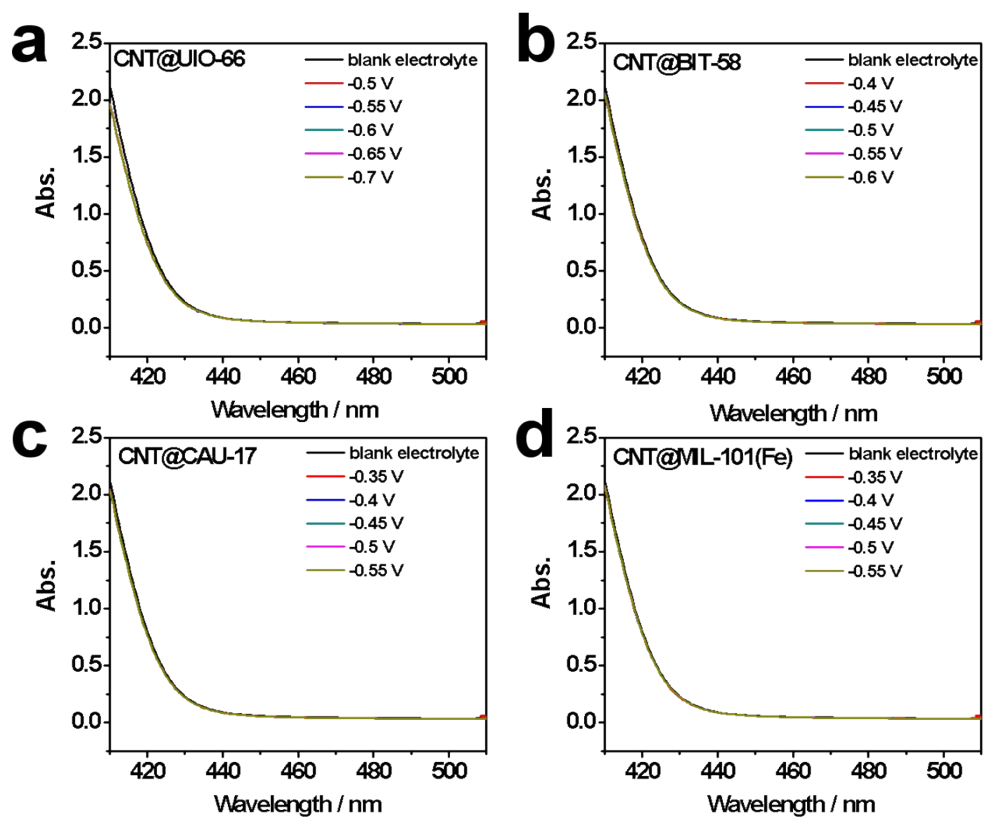 a
CNT@UIO-66
blank electrolyte
-0.5 V
-0.55 V
-0.6 V
-0.65 V
-0.7 V
2.5
2.0
1.5
1.0
0.5
0.0
Abs.
420 440 460 480 500
Wavelength / nm
b
CNT@BIT-58
blank electrolyte
-0.4 V
-0.45 V
-0.5 V
-0.55 V
-0.6 V
2.5
2.0
1.5
1.0
0.5
0.0
Abs.
420 440 460 480 500
Wavelength / nm
c
CNT@CAU-17
blank electrolyte
-0.35 V
-0.4 V
-0.45 V
-0.5 V
-0.55 V
2.5
2.0
1.5
1.0
0.5
0.0
Abs.
420 440 460 480 500
Wavelength / nm
d
CNT@MIL-101(Fe)
blank electrolyte
-0.35 V
-0.4 V
-0.45 V
-0.5 V
-0.55 V
2.5
2.0
1.5
1.0
0.5
0.0
Abs.
420 440 460 480 500
Wavelength / nm